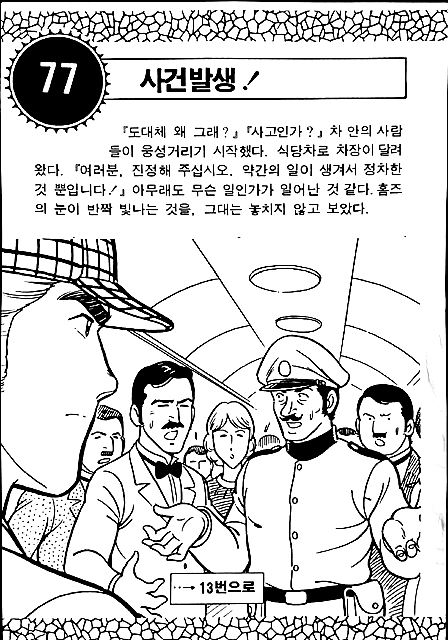 77
사건발생!
『도대체 왜 그래?』『사고인가?』 차 안의 사람
들이 웅성거리기 시작했다. 식당차로 차장이 달려
왔다. 『여러분, 진정해 주십시오. 약간의 일이 생겨서 정차한
것 뿐입니다!』 아무래도 무슨 일인가가 일어난 것 같다. 홈즈
의 눈이 반짝 빛나는 것을, 그대는 놓치지 않고 보았다.
…→ 13번으로